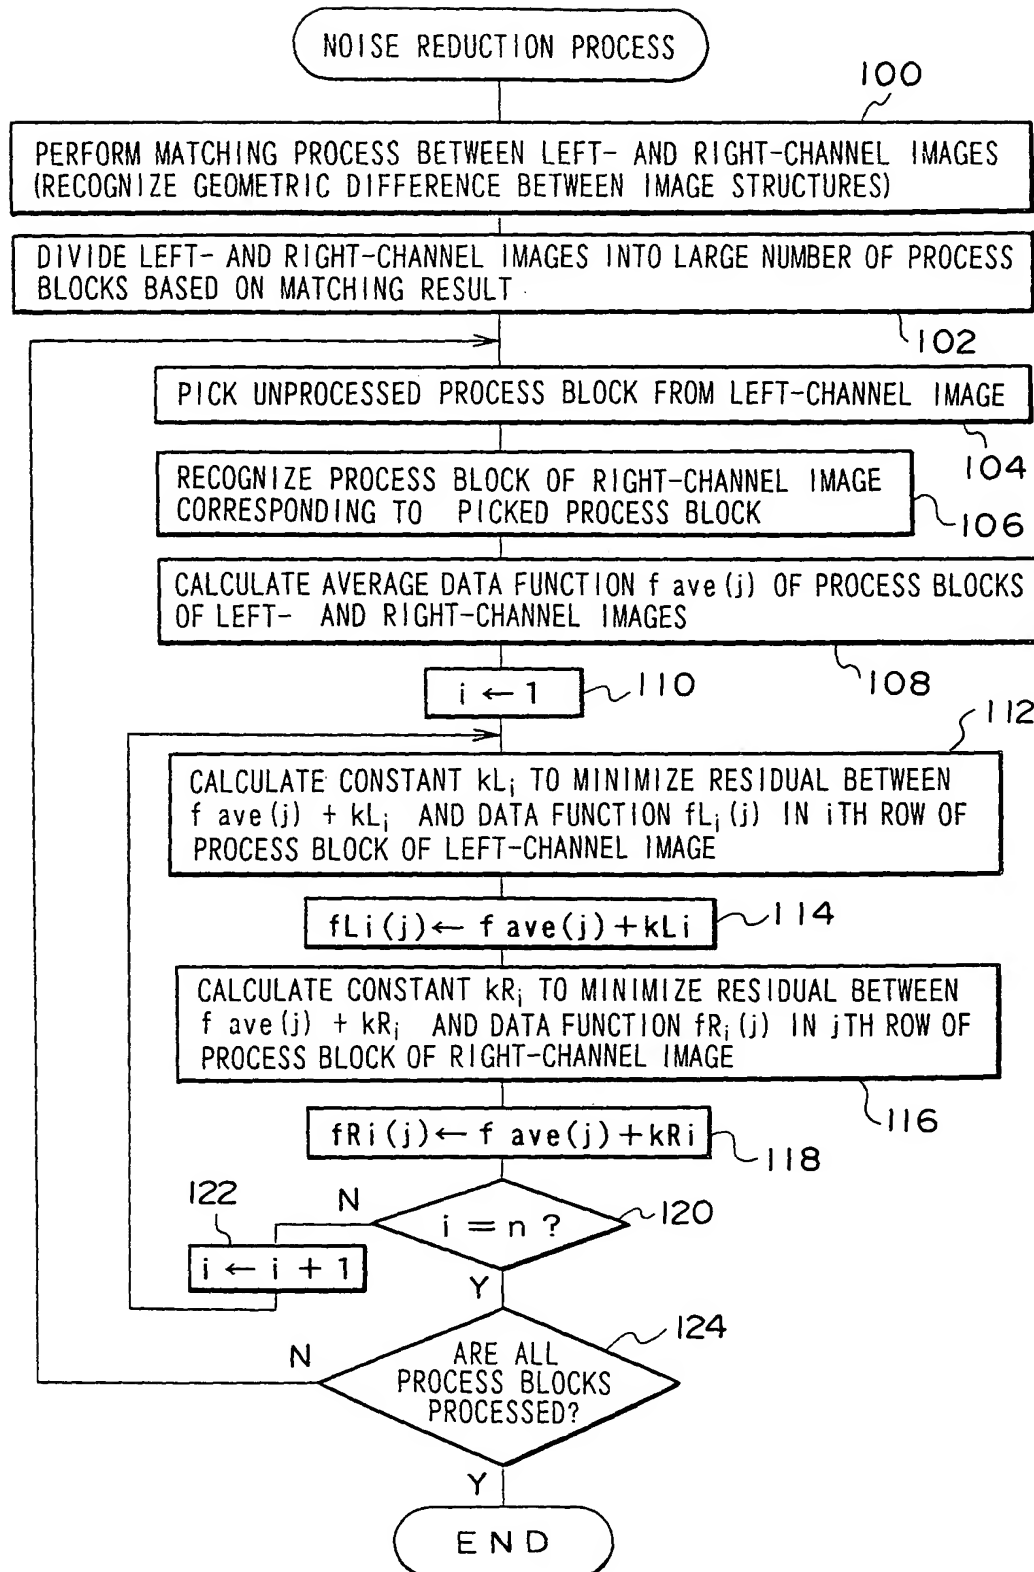 NOISE REDUCTION PROCESS
100
PERFORM MATCHING PROCESS BETWEEN LEFT- AND RIGHT-CHANNEL IMAGES
(RECOGNIZE GEOMETRIC DIFFERENCE BETWEEN IMAGE STRUCTURES)
DIVIDE LEFT- AND RIGHT-CHANNEL IMAGES INTO LARGE NUMBER OF PROCESS
BLOCKS BASED ON MATCHING RESULT
102
PICK UNPROCESSED PROCESS BLOCK FROM LEFT-CHANNEL IMAGE
104
RECOGNIZE PROCESS BLOCK OF RIGHT-CHANNEL IMAGE
CORRESPONDING TO PICKED PROCESS BLOCK
106
CALCULATE AVERAGE DATA FUNCTION f ave(j) OF PROCESS BLOCKS
OF LEFT- AND RIGHT-CHANNEL IMAGES
108
i ← 1
110
112
CALCULATE CONSTANT kLi TO MINIMIZE RESIDUAL BETWEEN
f ave(j) + kLi AND DATA FUNCTION fLi(j) IN iTH ROW OF
PROCESS BLOCK OF LEFT-CHANNEL IMAGE
fLi(j)← f ave(j)+kLi
114
CALCULATE CONSTANT kRi TO MINIMIZE RESIDUAL BETWEEN
f ave(j) + kRi AND DATA FUNCTION fRi(j) IN jTH ROW OF
PROCESS BLOCK OF RIGHT-CHANNEL IMAGE
116
fRi(j)← f ave(j)+kRi
118
122
N
i = n ?
120
i ← i + 1
Y
124
N
ARE ALL
PROCESS BLOCKS
PROCESSED?
Y
END